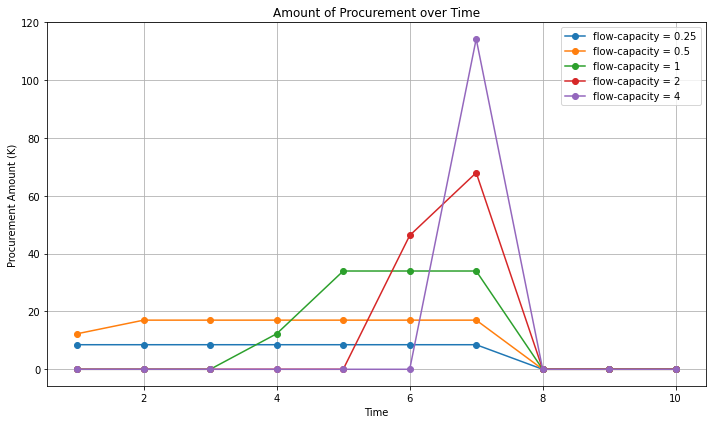 Amount of Procurement over Time
flow-capacity = 0.25
flow-capacity = 0.5
flow-capacity = 1
flow-capacity = 2
flow-capacity = 4
Procurement Amount (K)
120
100
80
60
40
20
0
2
4
6
8
10
Time